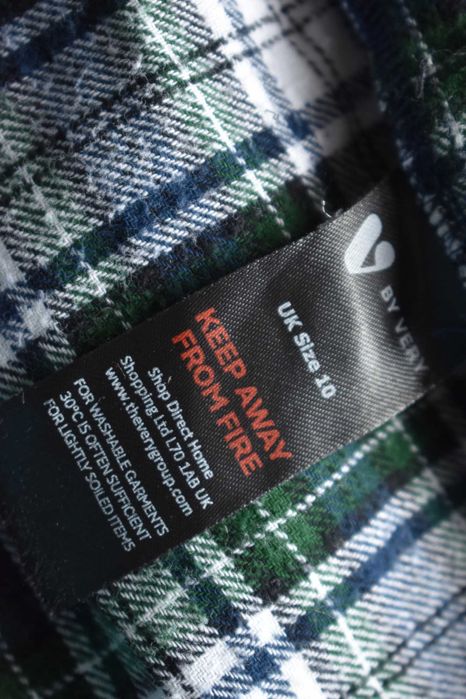 V BY VERY
UK Size 10
KEEP AWAY
FROM FIRE
Shop Direct Home
Shopping Ltd L70 1AB UK
www.theverygroup.com
FOR WASHABLE GARMENTS
30°C IS OFTEN SUFFICIENT
FOR LIGHTLY SOILED ITEMS